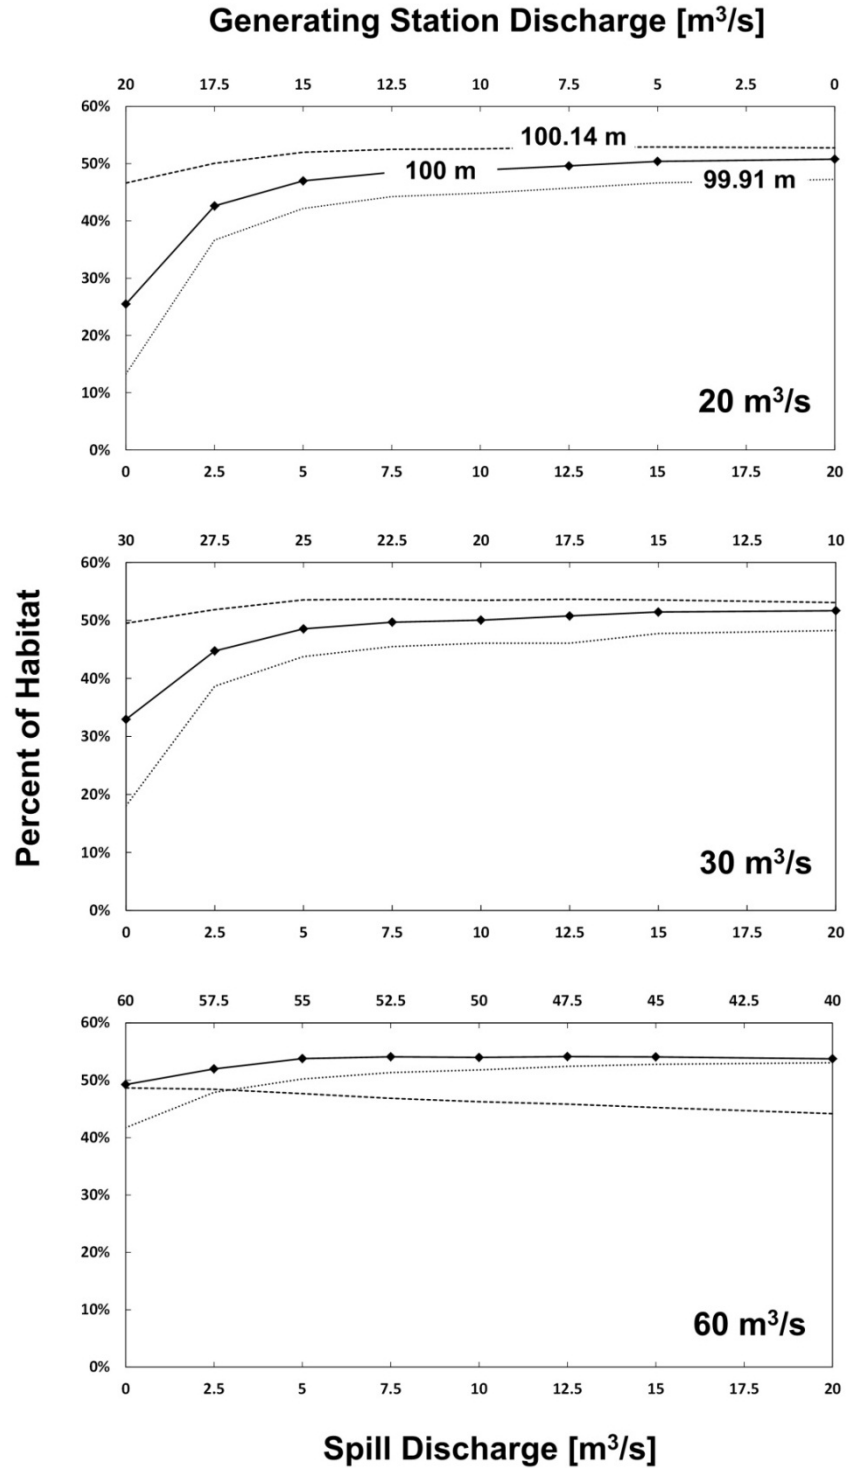 Generating Station Discharge [m³/s]
20 17.5 15 12.5 10 7.5 5 2.5 0
60%
50%
40%
30%
20%
10%
0%
100.14 m
100 m
99.91 m
20 m³/s
0 2.5 5 7.5 10 12.5 15 17.5 20
30 27.5 25 22.5 20 17.5 15 12.5 10
60%
50%
40%
30%
20%
10%
0%
30 m³/s
0 2.5 5 7.5 10 12.5 15 17.5 20
Percent of Habitat
60 57.5 55 52.5 50 47.5 45 42.5 40
60%
50%
40%
30%
20%
10%
0%
60 m³/s
0 2.5 5 7.5 10 12.5 15 17.5 20
Spill Discharge [m³/s]